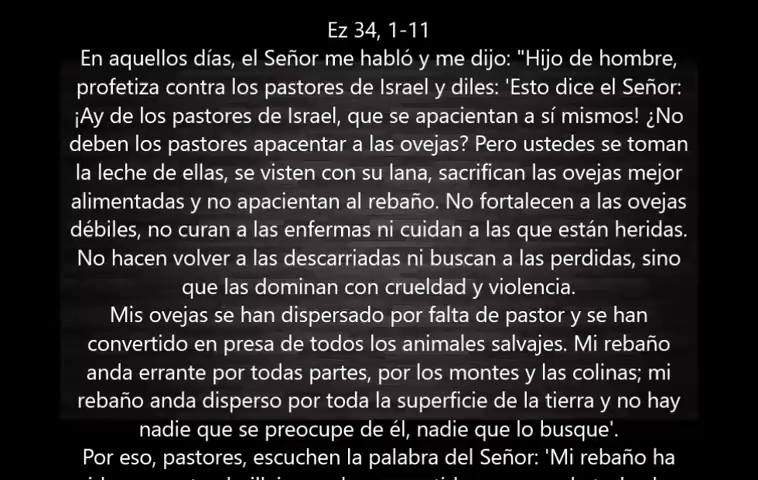 Ez 34, 1-11
En aquellos días, el Señor me habló y me dijo: "Hijo de hombre,
profetiza contra los pastores de Israel y diles: 'Esto dice el Señor:
¡Ay de los pastores de Israel, que se apacientan a sí mismos! ¿No
deben los pastores apacentar a las ovejas? Pero ustedes se toman
la leche de ellas, se visten con su lana, sacrifican las ovejas mejor
alimentadas y no apacientan al rebaño. No fortalecen a las ovejas
débiles, no curan a las enfermas ni cuidan a las que están heridas.
No hacen volver a las descarriadas ni buscan a las perdidas, sino
que las dominan con crueldad y violencia.
Mis ovejas se han dispersado por falta de pastor y se han
convertido en presa de todos los animales salvajes. Mi rebaño
anda errante por todas partes, por los montes y las colinas; mi
rebaño anda disperso por toda la superficie de la tierra y no hay
nadie que se preocupe de él, nadie que lo busque'.
Por eso, pastores, escuchen la palabra del Señor: 'Mi rebaño ha